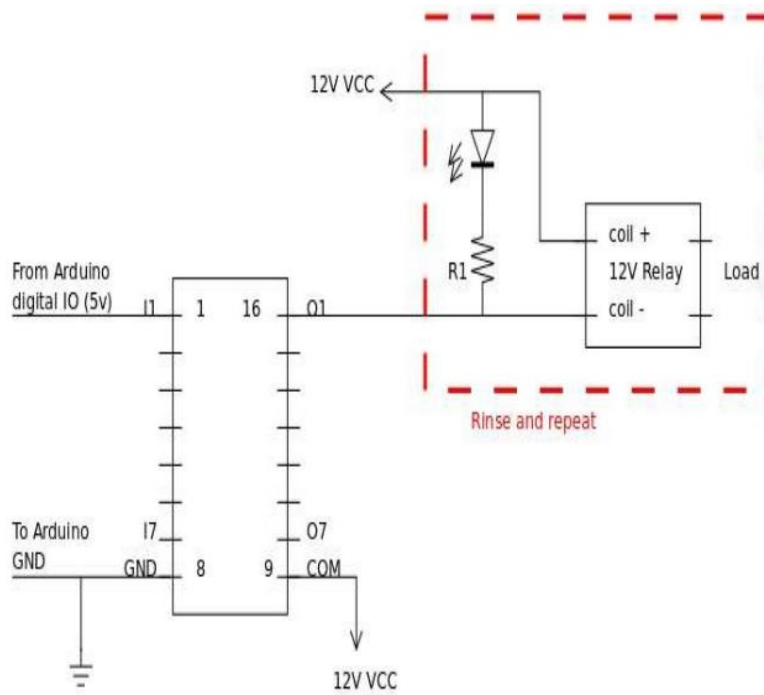 12V VCC
coil +
R1
12V Relay
Load
coil -
From Arduino
digital IO (5v)
I1
1
16
O1
Rinse and repeat
To Arduino
GND
I7
O7
GND
8
9
COM
12V VCC